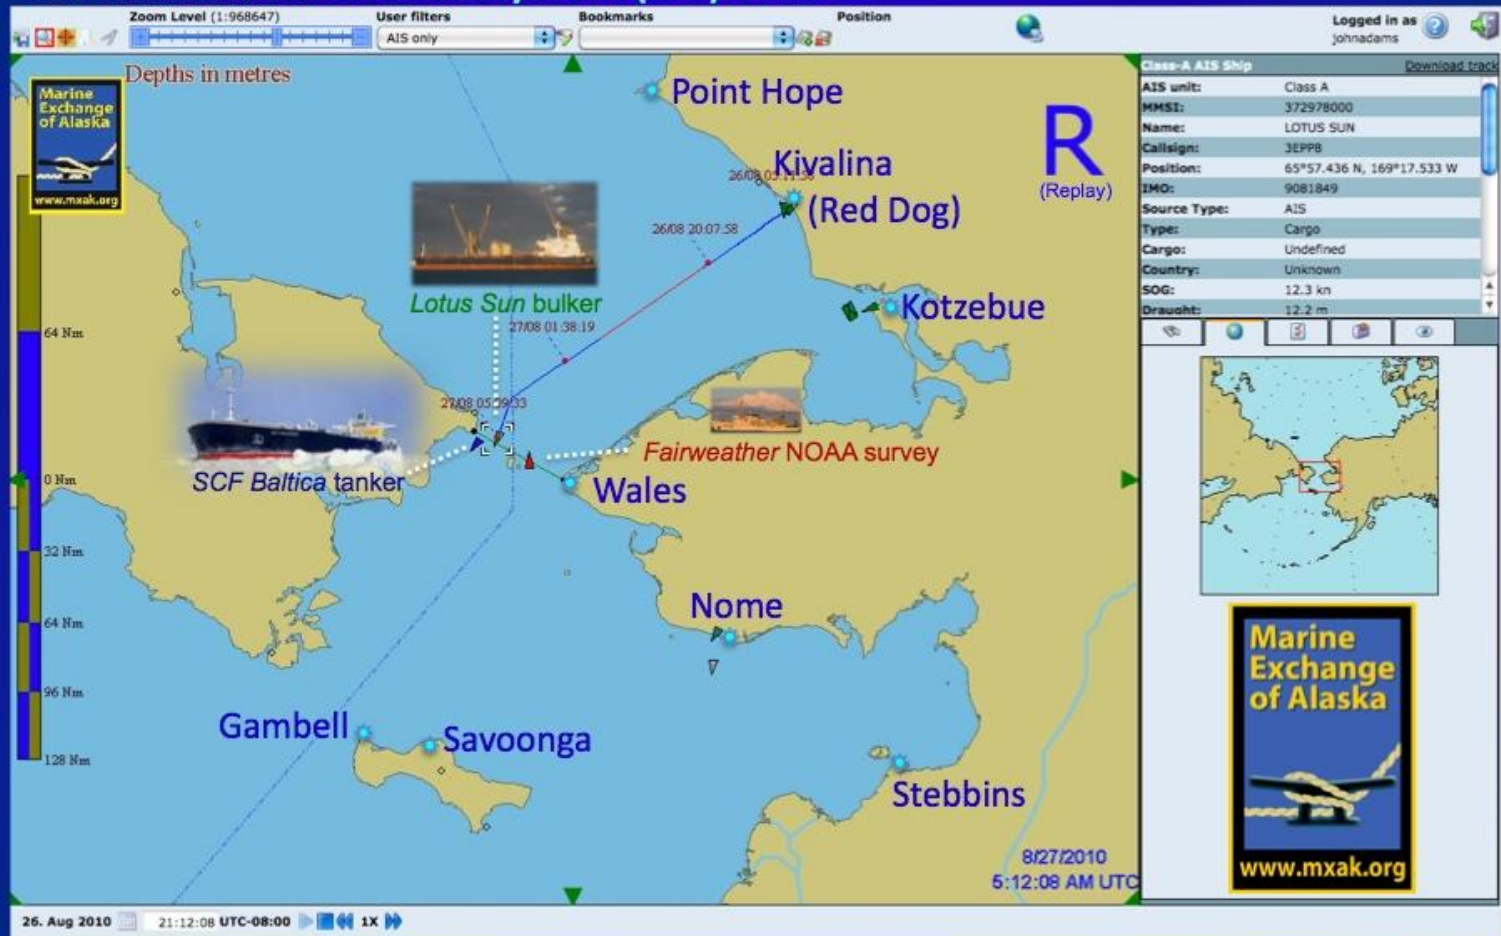 Zoom Level (1:968647)
User filters
Bookmarks
Position
Logged in as
AIS only
johnadams
Depths in metres
Marine
Exchange
of Alaska
www.mxak.org
Point Hope
R
(Replay)
Kivalina
(Red Dog)
26/08 20:07:58
Lotus Sun bulker
27/08 01:38:19
Kotzebue
64 Nm
Fairweather NOAA survey
SCF Baltica tanker
0 Nm
Wales
32 Nm
Nome
64 Nm
96 Nm
Gambell
Savoonga
128 Nm
Stebbins
8/27/2010
5:12:08 AM UTC
Class-A AIS Ship
Download track
AIS unit: Class A
MMSI: 372978000
Name: LOTUS SUN
Callsign: 3EPPB
Position: 65°57.436 N, 169°17.533 W
IMO: 9081849
Source Type: AIS
Type: Cargo
Cargo: Undefined
Country: Unknown
SOG: 12.3 kn
Draught: 12.2 m
Marine
Exchange
of Alaska
www.mxak.org
26. Aug 2010
21:12:08 UTC-08:00
1X